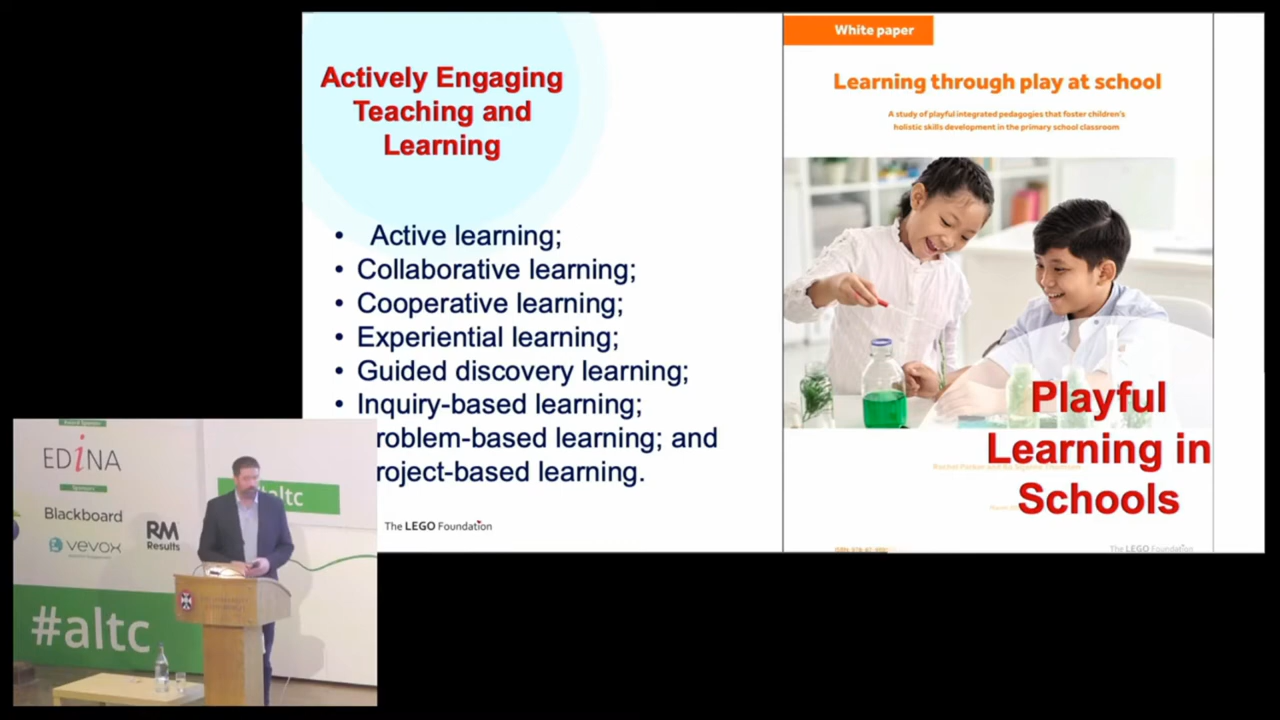 Actively Engaging
Teaching and
Learning
• Active learning;
• Collaborative learning;
• Cooperative learning;
• Experiential learning;
• Guided discovery learning;
• Inquiry-based learning;
roblem-based learning; and
roject-based learning.
The LEGO Foundation
White paper
Learning through play at school
A study of playful integrated pedagogies that foster children's
holistic skills development in the primary school classroom
Playful
Learning in
Schools
The LEGO Foundation
EDINA
Blackboard
vevox
RM
Results
altc
#altc